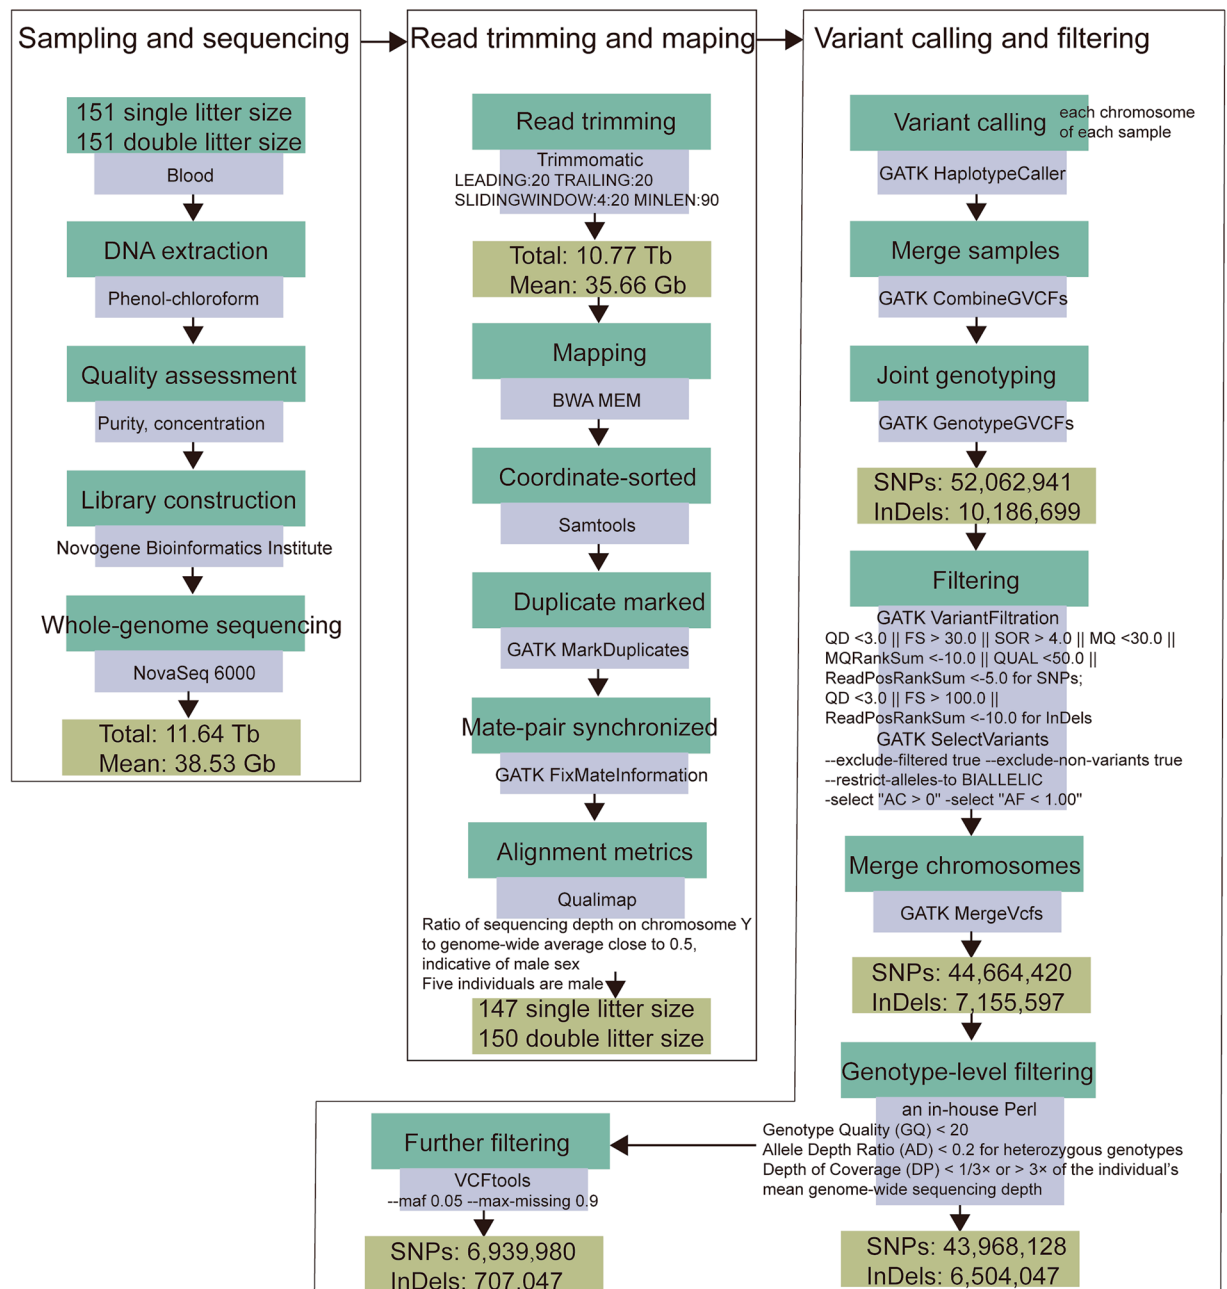 Sampling and sequencing
151 single litter size
151 double litter size
Blood
DNA extraction
Phenol-chloroform
Quality assessment
Purity, concentration
Library construction
Novogene Bioinformatics Institute
Whole-genome sequencing
NovaSeq 6000
Total: 11.64 Tb
Mean: 38.53 Gb
Read trimming and maping
Read trimming
Trimmomatic
LEADING:20 TRAILING:20
SLIDINGWINDOW:4:20 MINLEN:90
Total: 10.77 Tb
Mean: 35.66 Gb
Mapping
BWA MEM
Coordinate-sorted
Samtools
Duplicate marked
GATK MarkDuplicates
Mate-pair synchronized
GATK FixMateInformation
Alignment metrics
Qualimap
Ratio of sequencing depth on chromosome Y
to genome-wide average close to 0.5,
indicative of male sex
Five individuals are male
147 single litter size
150 double litter size
Variant calling and filtering
Variant calling
each chromosome
of each sample
GATK HaplotypeCaller
Merge samples
GATK CombineGVCFs
Joint genotyping
GATK GenotypeGVCFs
SNPs: 52,062,941
InDels: 10,186,699
Filtering
GATK VariantFiltration
QD <3.0 || FS > 30.0 || SOR > 4.0 || MQ <30.0 ||
MQRankSum <-10.0 || QUAL <50.0 ||
ReadPosRankSum <-5.0 for SNPs;
QD <3.0 || FS > 100.0 ||
ReadPosRankSum <-10.0 for InDels
GATK SelectVariants
--exclude-filtered true --exclude-non-variants true
--restrict-alleles-to BIALLELIC
-select "AC > 0" -select "AF < 1.00"
Merge chromosomes
GATK MergeVcfs
SNPs: 44,664,420
InDels: 7,155,597
Genotype-level filtering
an in-house Perl
Genotype Quality (GQ) < 20
Allele Depth Ratio (AD) < 0.2 for heterozygous genotypes
Depth of Coverage (DP) < 1/3× or > 3× of the individual's
mean genome-wide sequencing depth
SNPs: 43,968,128
InDels: 6,504,047
Further filtering
VCFtools
--maf 0.05 --max-missing 0.9
SNPs: 6,939,980
InDels: 707,047